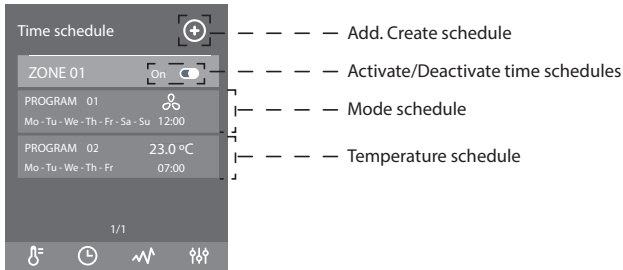 Time schedule
Add. Create schedule
ZONE 01 On
Activate/Deactivate time schedules
PROGRAM 01
Mo - Tu - We - Th - Fr - Sa - Su 12:00
Mode schedule
PROGRAM 02 23.0 ºC
Mo - Tu - We - Th - Fr 07:00
Temperature schedule
1/1